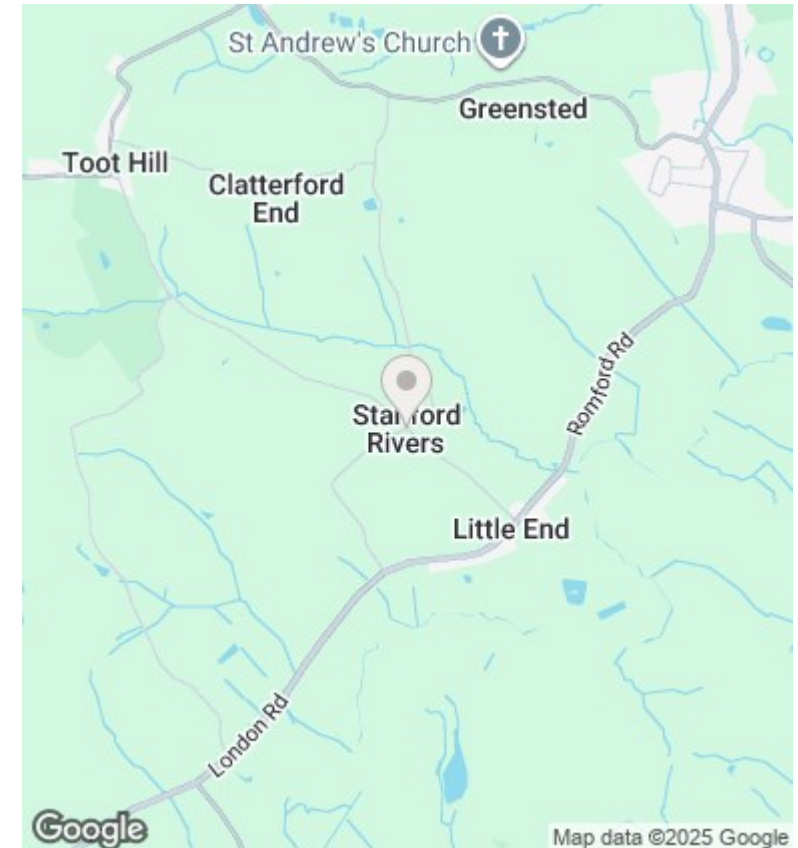 St Andrew's Church
Greensted
Toot Hill
Clatterford
End
Romford Rd
Stanford
Rivers
Little End
London Rd
Google
Map data ©2025 Google